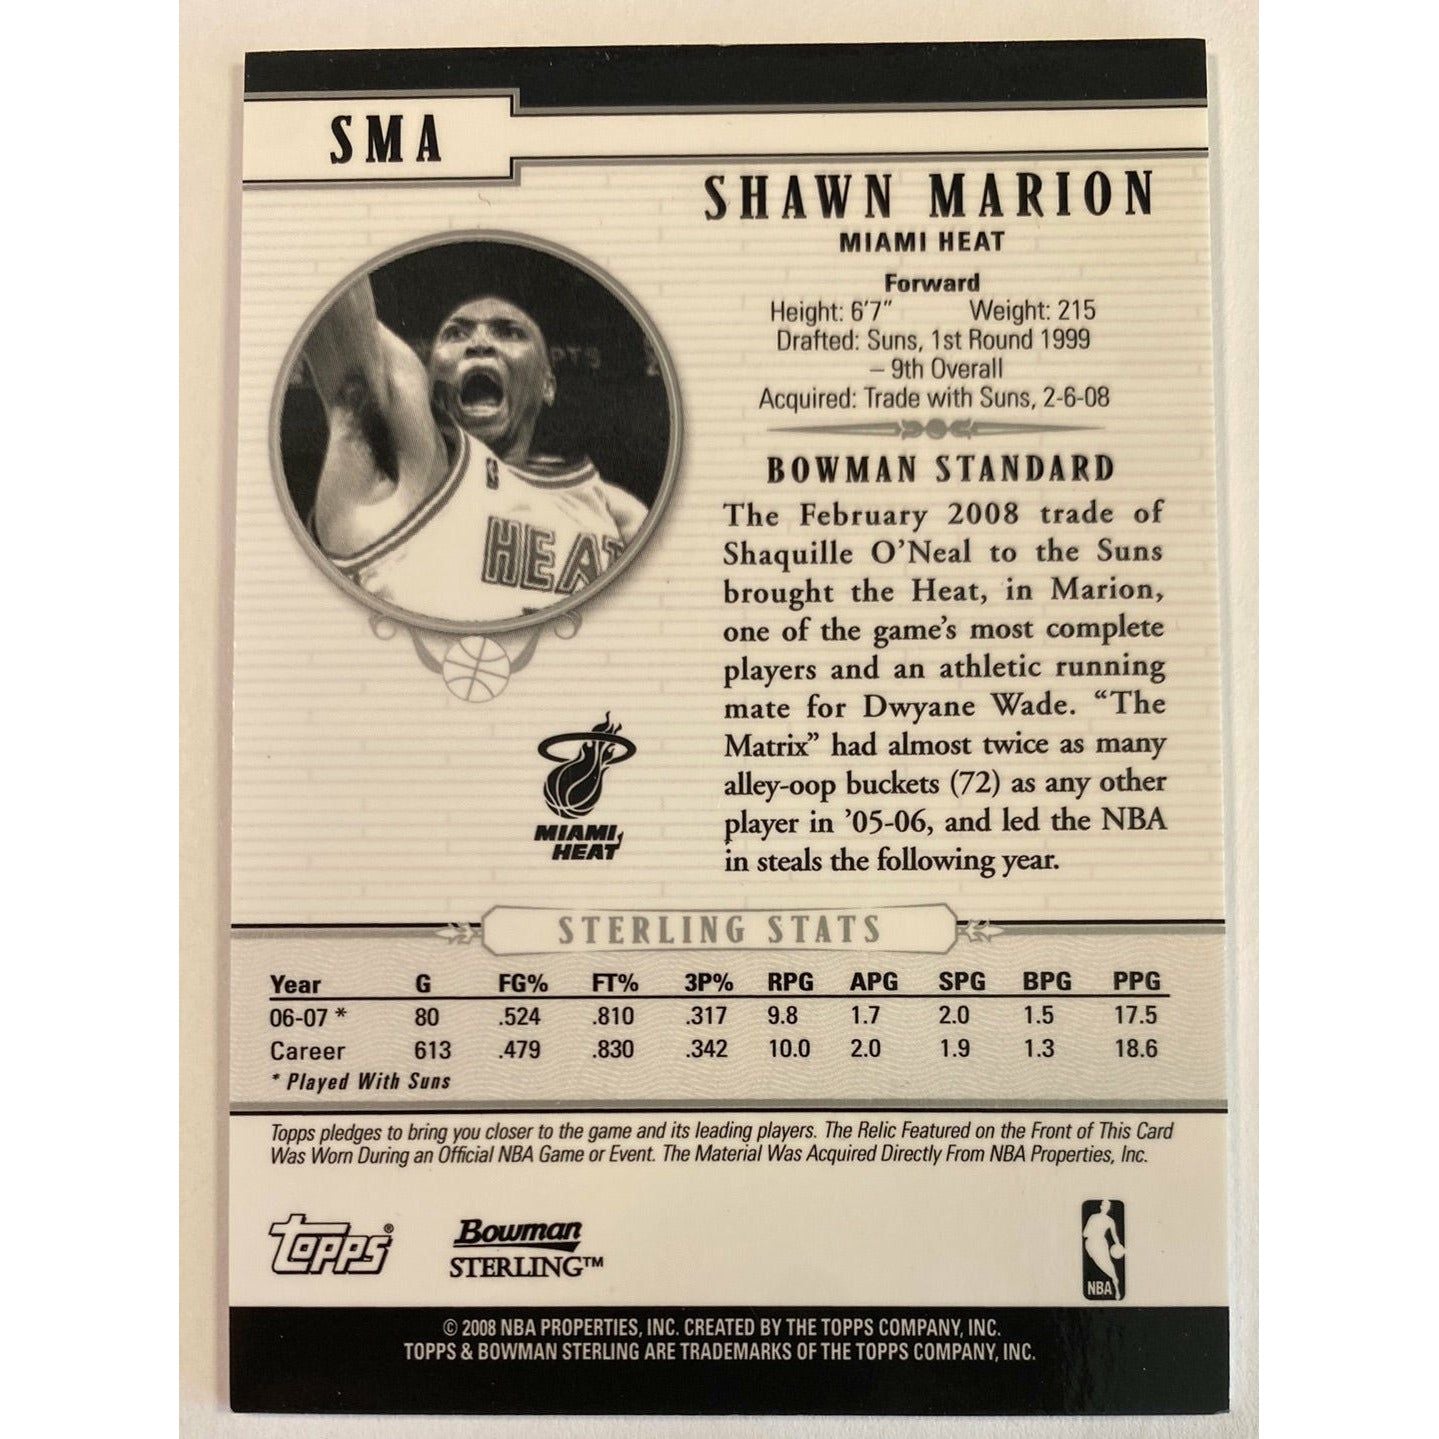 SMA
SHAWN MARION
MIAMI HEAT
Forward
Height: 6'7" Weight: 215
Drafted: Suns, 1st Round 1999
– 9th Overall
Acquired: Trade with Suns, 2-6-08
BOWMAN STANDARD
The February 2008 trade of
Shaquille O'Neal to the Suns
brought the Heat, in Marion,
one of the game's most complete
players and an athletic running
mate for Dwyane Wade. “The
Matrix” had almost twice as many
alley-oop buckets (72) as any other
player in ’05-06, and led the NBA
in steals the following year.
PTS
HEAT
MIAMI
HEAT
STERLING STATS
Year G FG% FT% 3P% RPG APG SPG BPG PPG
06-07 * 80 .524 .810 .317 9.8 1.7 2.0 1.5 17.5
Career 613 .479 .830 .342 10.0 2.0 1.9 1.3 18.6
* Played With Suns
Topps pledges to bring you closer to the game and its leading players. The Relic Featured on the Front of This Card
Was Worn During an Official NBA Game or Event. The Material Was Acquired Directly From NBA Properties, Inc.
Topps®
Bowman
STERLING™
NBA
© 2008 NBA PROPERTIES, INC. CREATED BY THE TOPPS COMPANY, INC.
TOPPS & BOWMAN STERLING ARE TRADEMARKS OF THE TOPPS COMPANY, INC.